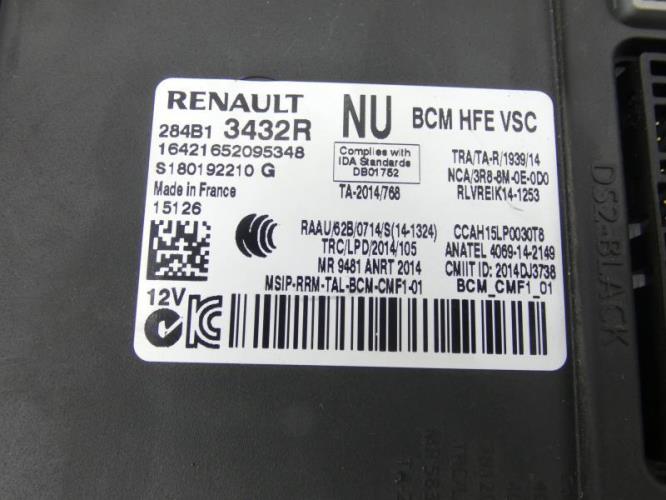 RENAULT NU BCM HFE VSC
284B1 3432R
16421652095348
S180192210 G
Made in France
15126
Complies with
IDA Standards
DB01752
TA-2014/768
TRA/TA-R/1939/14
NCA/3R8-8M-0E-0D0
RLVREIK14-1253
RAAU/62B/0714/S(14-1324)
TRC/LPD/2014/105
MR 9481 ANRT 2014
MSIP-RRM-TAL-BCM-CMF1-01
CCAH15LP0030T8
ANATEL 4069-14-2149
CMIIT ID: 2014DJ3738
BCM_CMF1_01
12V
DS2-BLACK